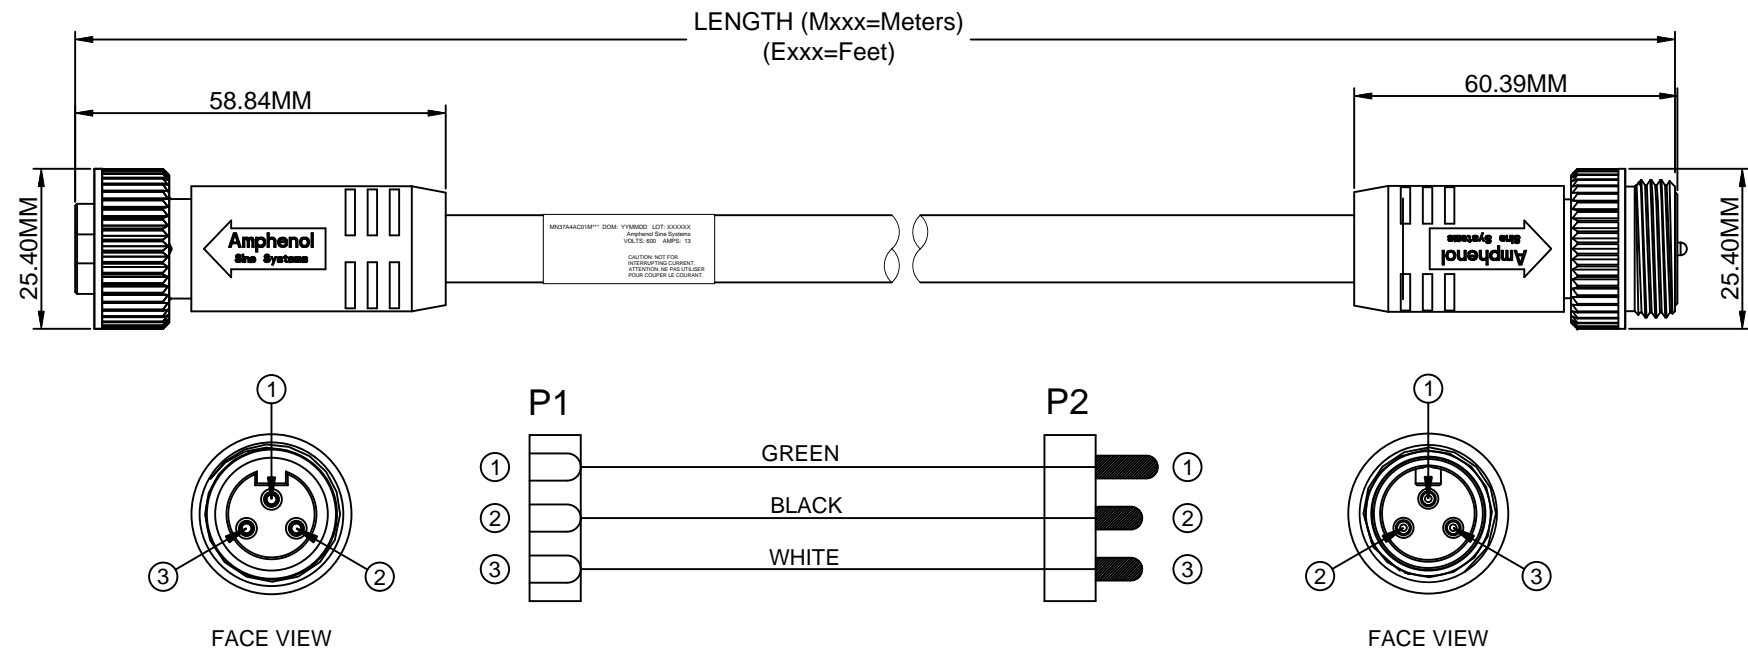 LENGTH (Mxxx=Meters)
(Exxx=Feet)
58.84MM
60.39MM
25.40MM
25.40MM
Amphenol
Sine Systems
MN37A4AC01M*** DOM: YYMMDD LOT: XXXXXX
Amphenol Sine Systems
VOLTS: 600 AMPS: 13
CAUTION: NOT FOR
INTERRUPTING CURRENT.
ATTENTION: NE PAS UTILISER
POUR COUPER LE COURANT.
Amphenol
Sine Systems
1
3
2
FACE VIEW
P1
P2
1
GREEN
1
2
BLACK
2
3
WHITE
3
1
2
3
FACE VIEW